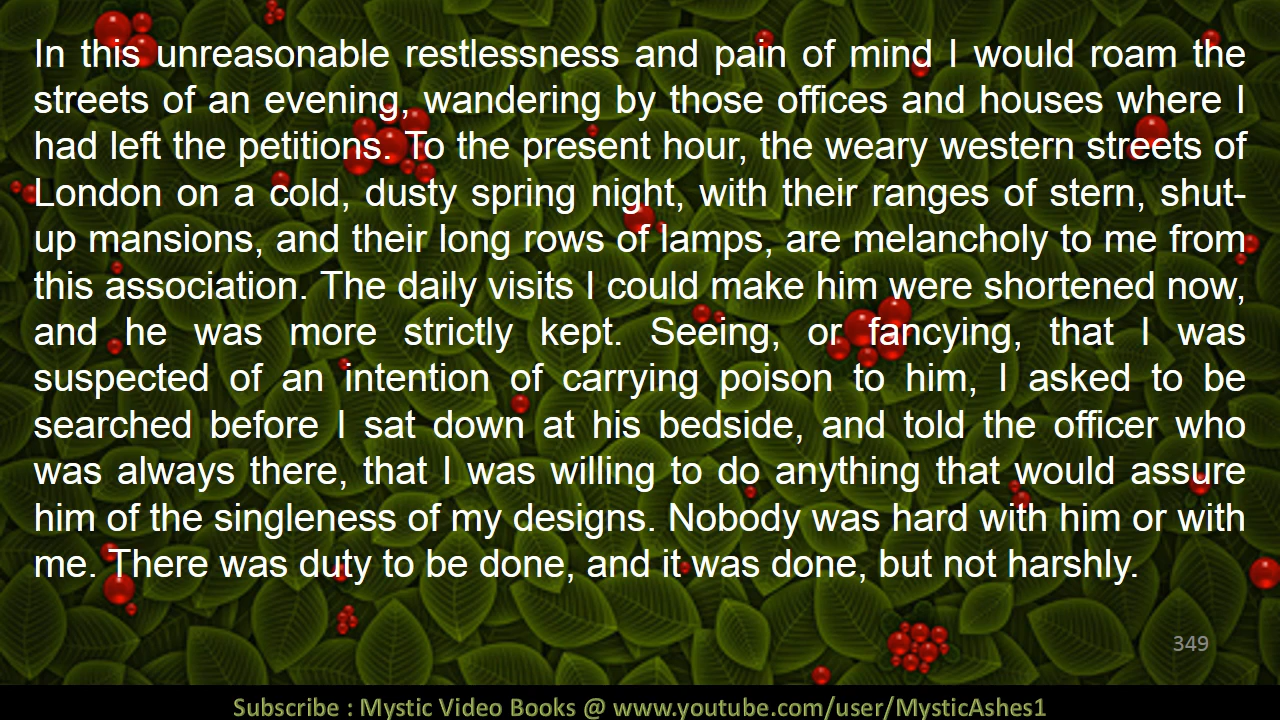 In this unreasonable restlessness and pain of mind I would roam the
streets of an evening, wandering by those offices and houses where I
had left the petitions. To the present hour, the weary western streets of
London on a cold, dusty spring night, with their ranges of stern, shut-
up mansions, and their long rows of lamps, are melancholy to me from
this association. The daily visits I could make him were shortened now,
and he was more strictly kept. Seeing, or fancying, that I was
suspected of an intention of carrying poison to him, I asked to be
searched before I sat down at his bedside, and told the officer who
was always there, that I was willing to do anything that would assure
him of the singleness of my designs. Nobody was hard with him or with
me. There was duty to be done, and it was done, but not harshly.
349
Subscribe : Mystic Video Books @ www.youtube.com/user/MysticAshes1